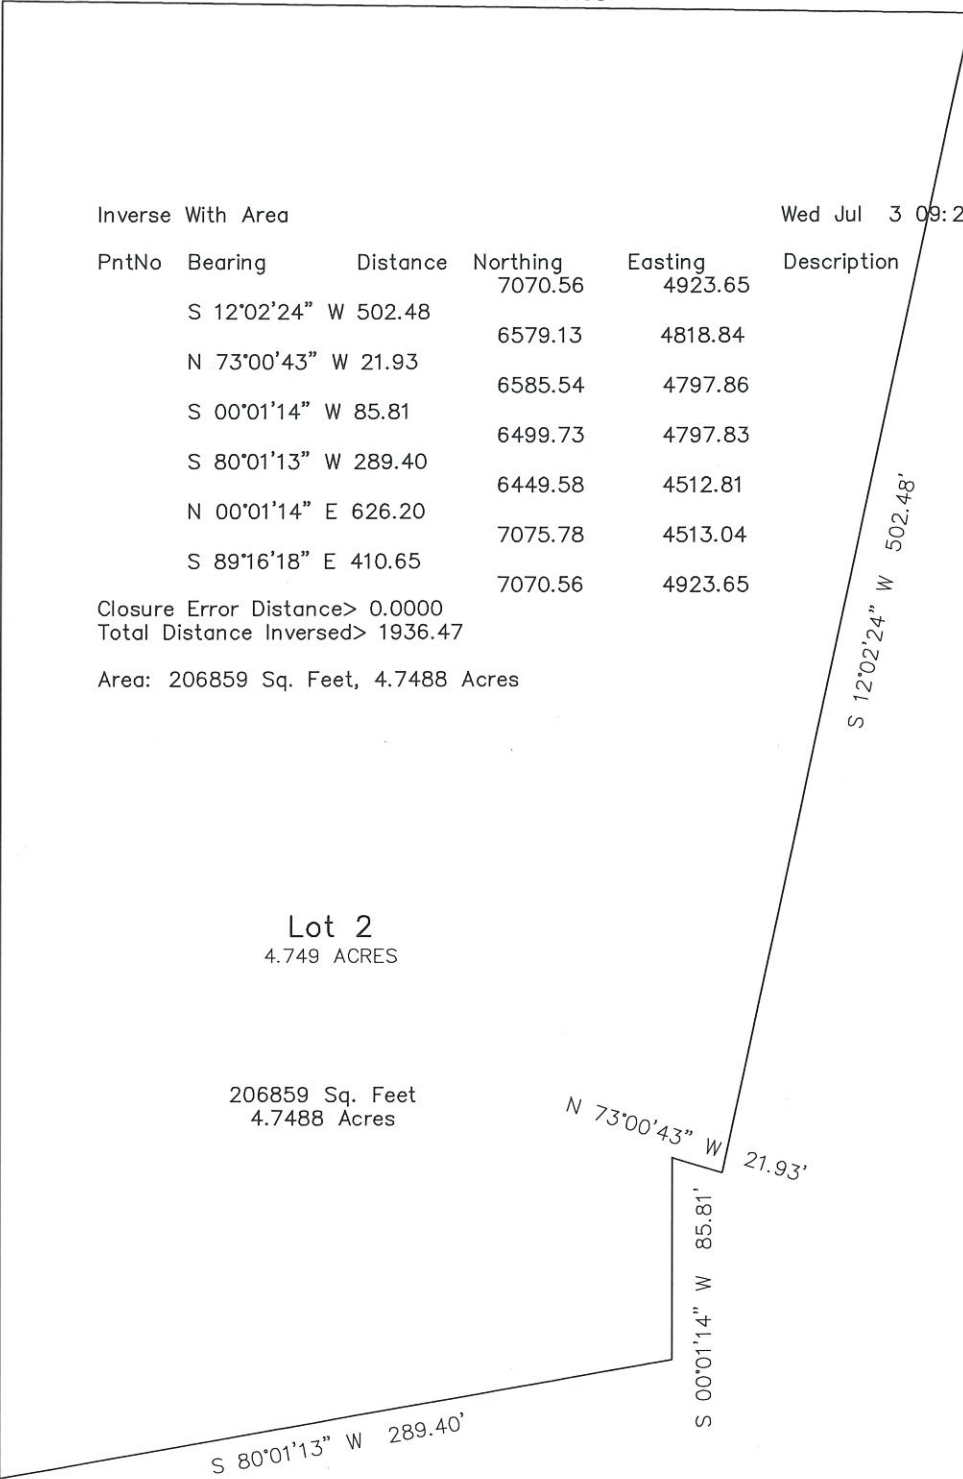 Inverse With Area Wed Jul 3 09:2
PntNo Bearing Distance Northing Easting Description
7070.56 4923.65
S 12°02'24" W 502.48
6579.13 4818.84
N 73°00'43" W 21.93
6585.54 4797.86
S 00°01'14" W 85.81
6499.73 4797.83
S 80°01'13" W 289.40
6449.58 4512.81
N 00°01'14" E 626.20
7075.78 4513.04
S 89°16'18" E 410.65
7070.56 4923.65
Closure Error Distance> 0.0000
Total Distance Inversed> 1936.47
Area: 206859 Sq. Feet, 4.7488 Acres
S 12°02'24" W 502.48'
Lot 2
4.749 ACRES
206859 Sq. Feet
4.7488 Acres
N 73°00'43" W 21.93'
S 00°01'14" W 85.81'
S 80°01'13" W 289.40'